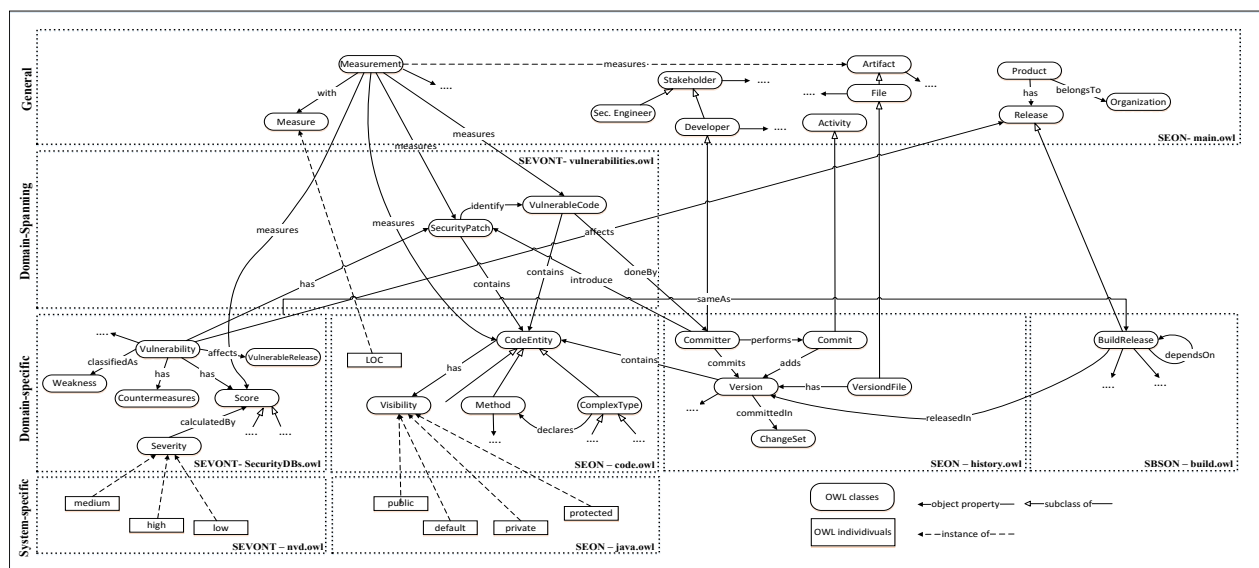 General
Measurement
measures
Artifact
Product
Stakeholder
....
....
....
File
....
has
belongsTo
with
Sec. Engineer
Organization
Measure
Developer
....
Activity
Release
measures
SEON- main.owl
measures
Domain-Spanning
SEVONT- vulnerabilities.owl
identify
VulnerableCode
measures
SecurityPatch
measures
affects
doneBy
has
contains
contains
introduce
sameAs
Domain-specific
....
Vulnerability
classifiedAs
affects
VulnerableRelease
LOC
CodeEntity
contains
Committer
performs
Commit
BuildRelease
dependsOn
Weakness
has
has
has
commits
adds
Countermeasures
Score
Visibility
Method
ComplexType
Version
has
VersiondFile
....
....
calculatedBy
....
....
....
declares
....
....
....
committedIn
releasedIn
Severity
ChangeSet
SEVONT- SecurityDBs.owl
SEON – code.owl
SEON – history.owl
SBSON – build.owl
System-specific
medium
high
low
SEVONT – nvd.owl
public
default
private
protected
SEON – java.owl
OWL classes
object property
subclass of
OWL individivuals
instance of